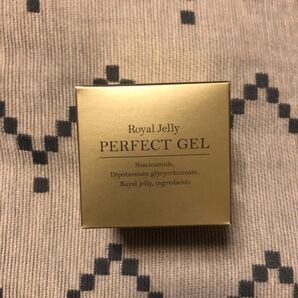 Royal Jelly
PERFECT GEL
Niacinamide,
Dipotassium glycyrrhizinate,
Royal jelly, ingredients